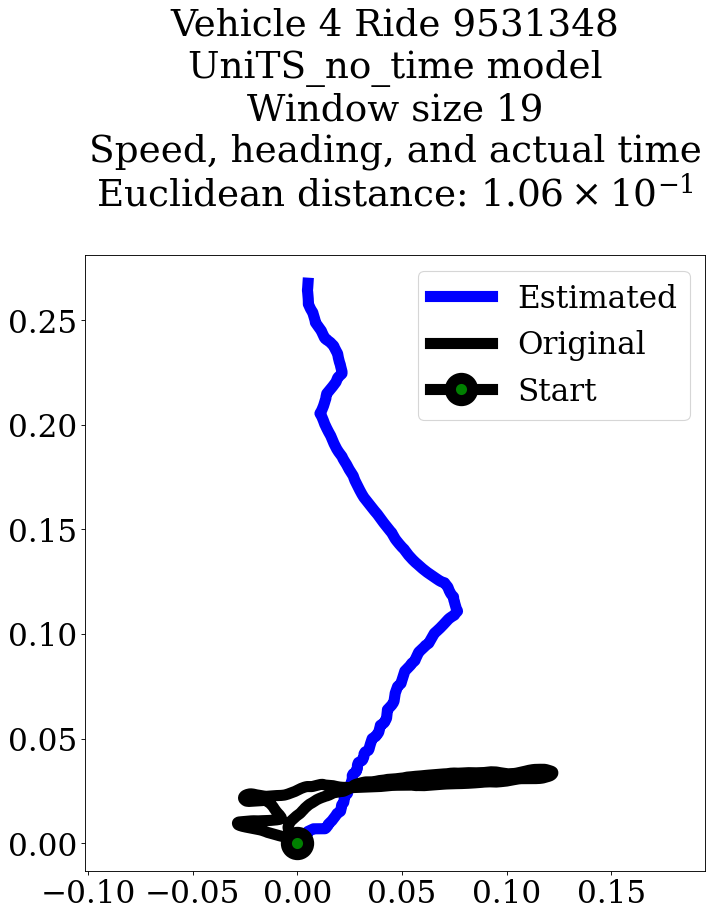 Vehicle 4 Ride 9531348
UniTS_no_time model
Window size 19
Speed, heading, and actual time
Euclidean distance: 1.06 × 10⁻¹
Estimated
Original
Start
0.25
0.20
0.15
0.10
0.05
0.00
−0.10 −0.05 0.00 0.05 0.10 0.15